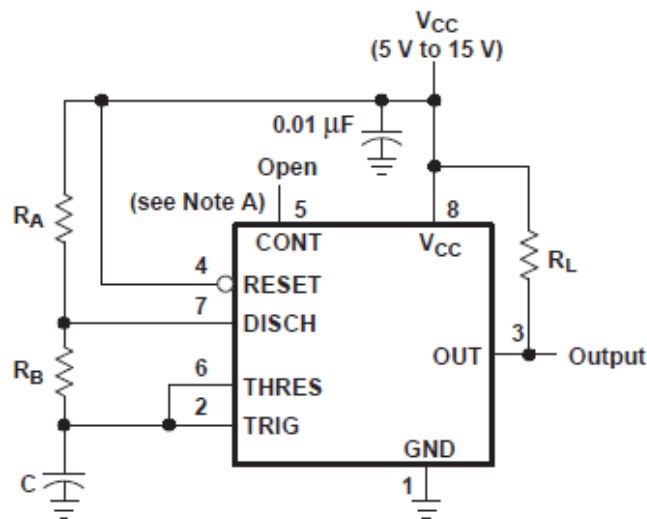 VCC
(5 V to 15 V)
0.01 μF
Open
(see Note A)
5
8
RA
CONT
VCC
RL
4
RESET
7
DISCH
3
OUT
Output
RB
6
THRES
2
TRIG
GND
C
1